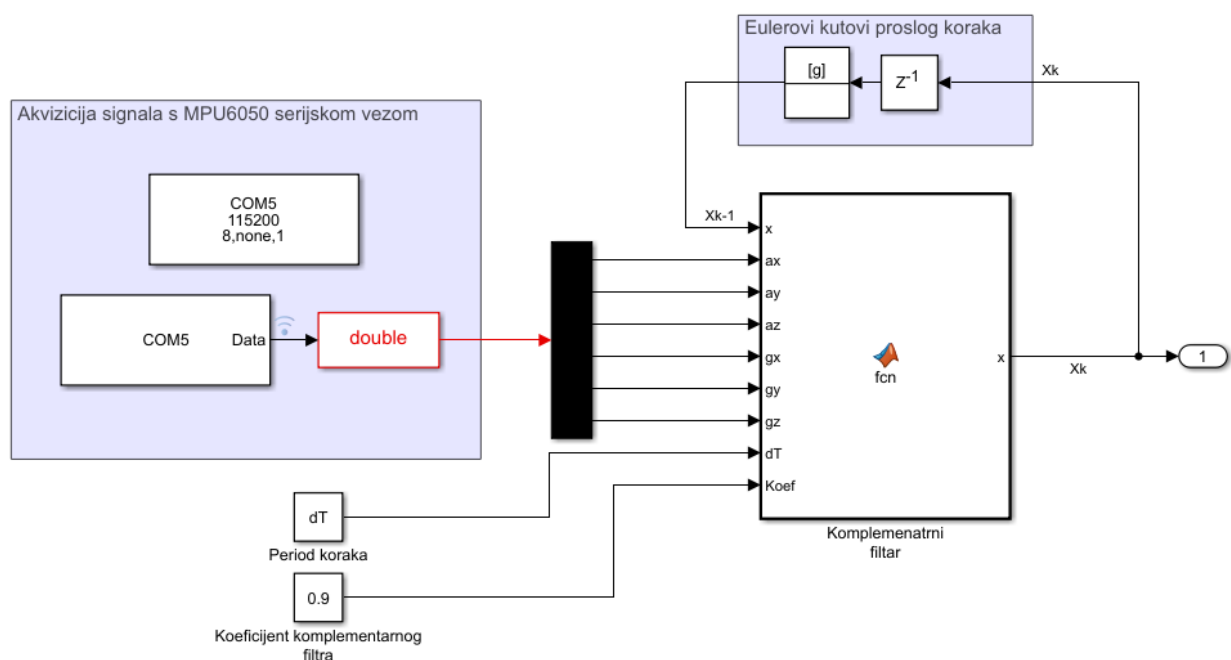 Eulerovi kutovi proslog koraka
[g]
Z-1
Xk
Akvizicija signala s MPU6050 serijskom vezom
COM5
115200
8,none,1
COM5
Data
double
Xk-1
x
ax
ay
az
gx
gy
gz
dT
Koef
fcn
x
Xk
1
Komplemenatrni
filtar
dT
Period koraka
0.9
Koeficijent komplementarnog
filtra